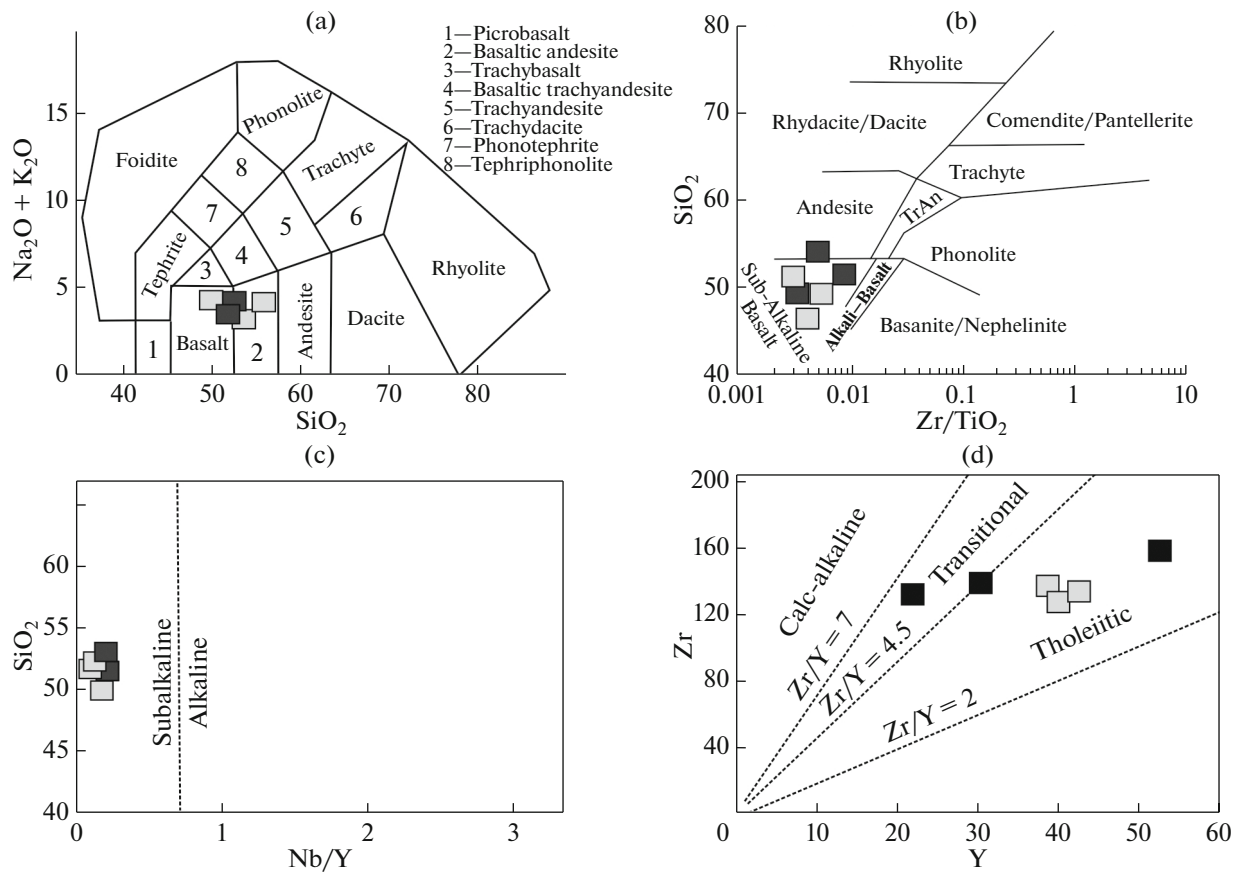 (a)
1—Picrobasalt
2—Basaltic andesite
3—Trachybasalt
4—Basaltic trachyandesite
5—Trachyandesite
6—Trachydacite
7—Phonotephrite
8—Tephriphonolite
Na₂O + K₂O
15
10
5
0
Foidite
Phonolite
Trachyte
Tephrite
8
7
5
6
4
3
Rhyolite
1
Basalt
2
Andesite
Dacite
40
50
60
70
80
SiO₂
(b)
SiO₂
80
70
60
50
40
Rhyolite
Rhydacite/Dacite
Comendite/Pantellerite
Trachyte
Andesite
TrAn
Phonolite
Sub-Alkaline
Basalt
Alkali-Basalt
Basanite/Nephelinite
0.001
0.01
0.1
1
10
Zr/TiO₂
(c)
SiO₂
60
55
50
45
40
Subalkaline
Alkaline
0
1
2
3
Nb/Y
(d)
Zr
200
160
120
80
40
Calc-alkaline
Transitional
Tholeiitic
Zr/Y = 7
Zr/Y = 4.5
Zr/Y = 2
0
10
20
30
40
50
60
Y